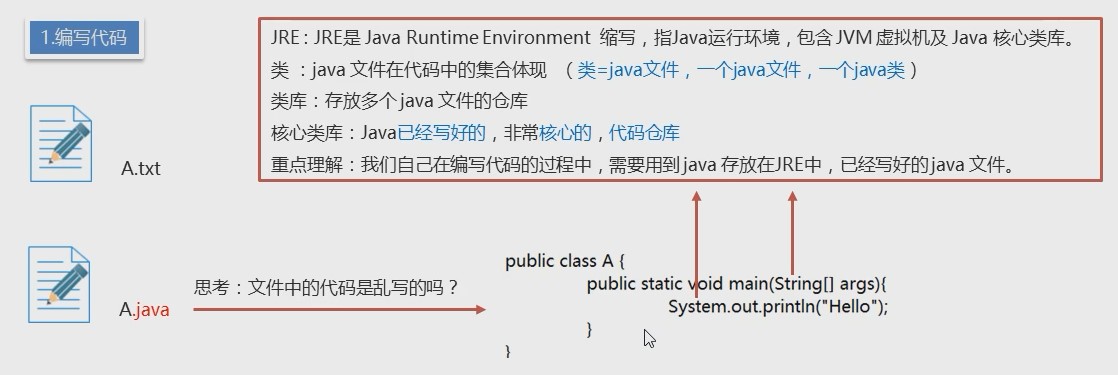 1.编写代码
JRE：JRE是 Java Runtime Environment 缩写，指Java运行环境，包含 JVM 虚拟机及 Java 核心类库。
类 ：java 文件在代码中的集合体现 （ 类=java文件，一个java文件，一个java类 ）
类库：存放多个 java 文件的仓库
核心类库：Java已经写好的，非常核心的，代码仓库
重点理解：我们自己在编写代码的过程中，需要用到 java 存放在JRE中，已经写好的 java 文件。
A.txt
A.java
思考：文件中的代码是乱写的吗？
public class A {
public static void main(String[] args){
System.out.println("Hello");
}
}